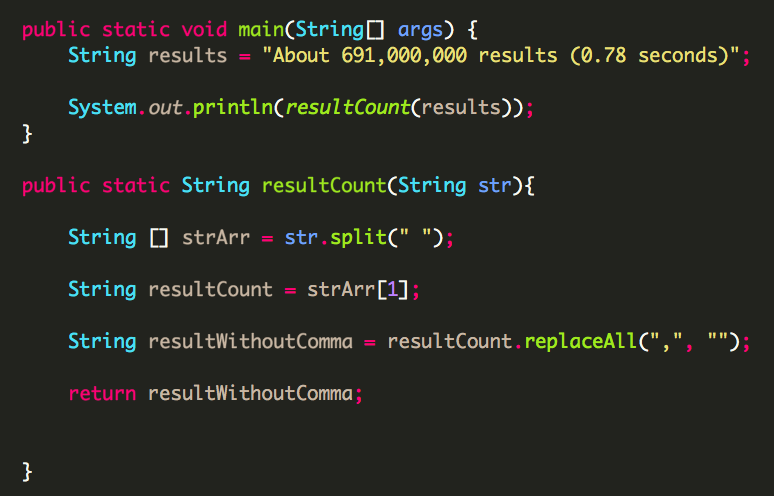 public static void main(String[] args) {
String results = "About 691,000,000 results (0.78 seconds)";
System.out.println(resultCount(results));
}
public static String resultCount(String str){
String [] strArr = str.split(" ");
String resultCount = strArr[1];
String resultWithoutComma = resultCount.replaceAll(",", "");
return resultWithoutComma;
}